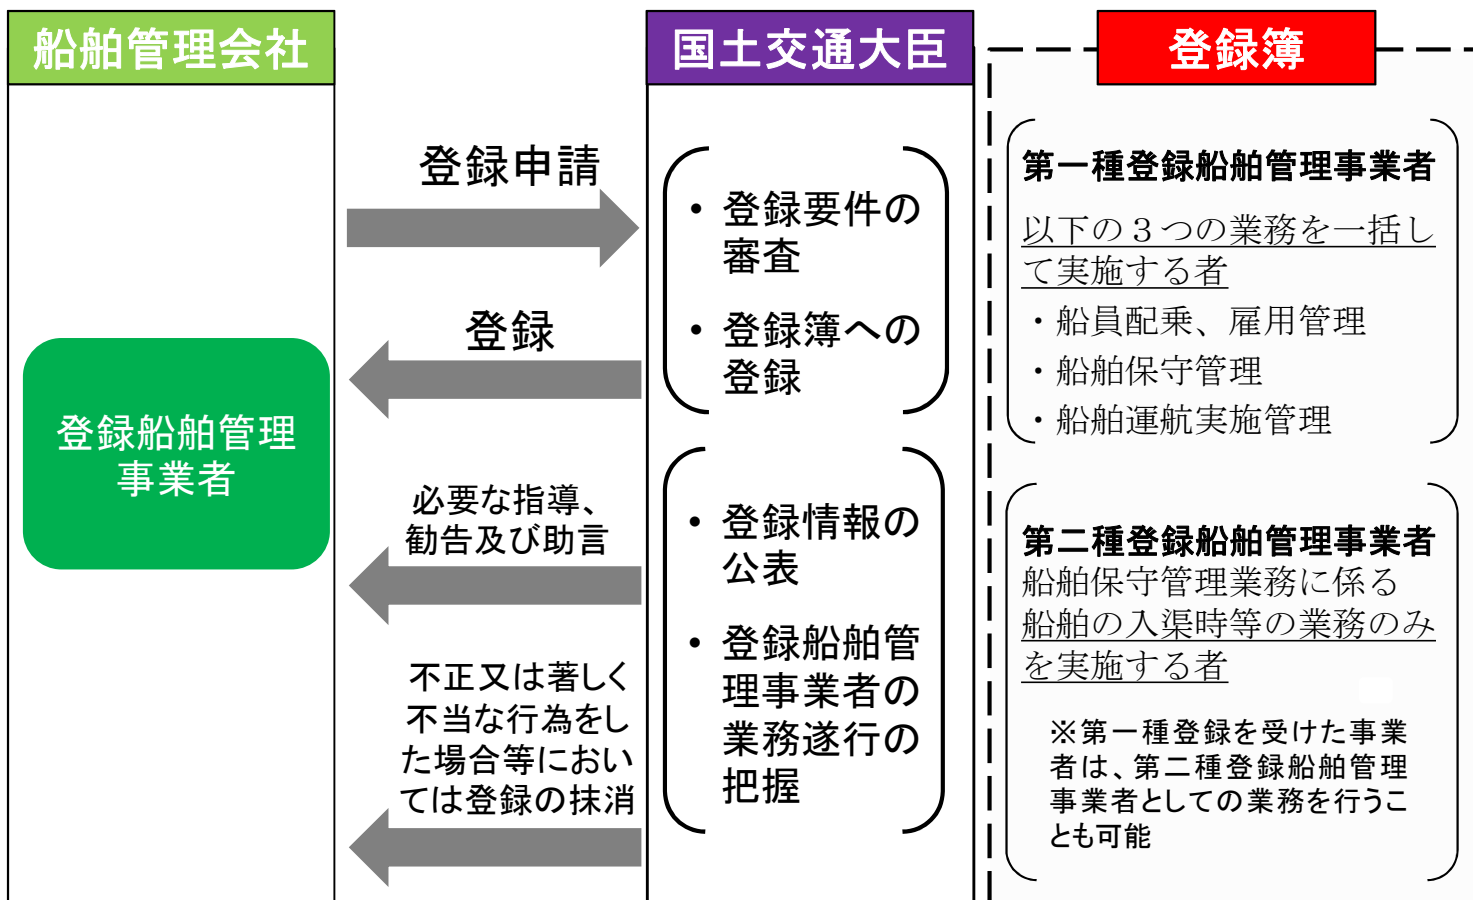 船舶管理会社
国土交通大臣
登録簿
登録申請
登録
登録船舶管理
事業者
必要な指導、
勧告及び助言
不正又は著しく
不当な行為をし
た場合等におい
ては登録の抹消
・登録要件の
審査
・登録簿への
登録
・登録情報の
公表
・登録船舶管
理事業者の
業務遂行の
把握
第一種登録船舶管理事業者
以下の３つの業務を一括し
て実施する者
・船員配乗、雇用管理
・船舶保守管理
・船舶運航実施管理
第二種登録船舶管理事業者
船舶保守管理業務に係る
船舶の入渠時等の業務のみ
を実施する者
※第一種登録を受けた事業
者は、第二種登録船舶管理
事業者としての業務を行うこ
とも可能